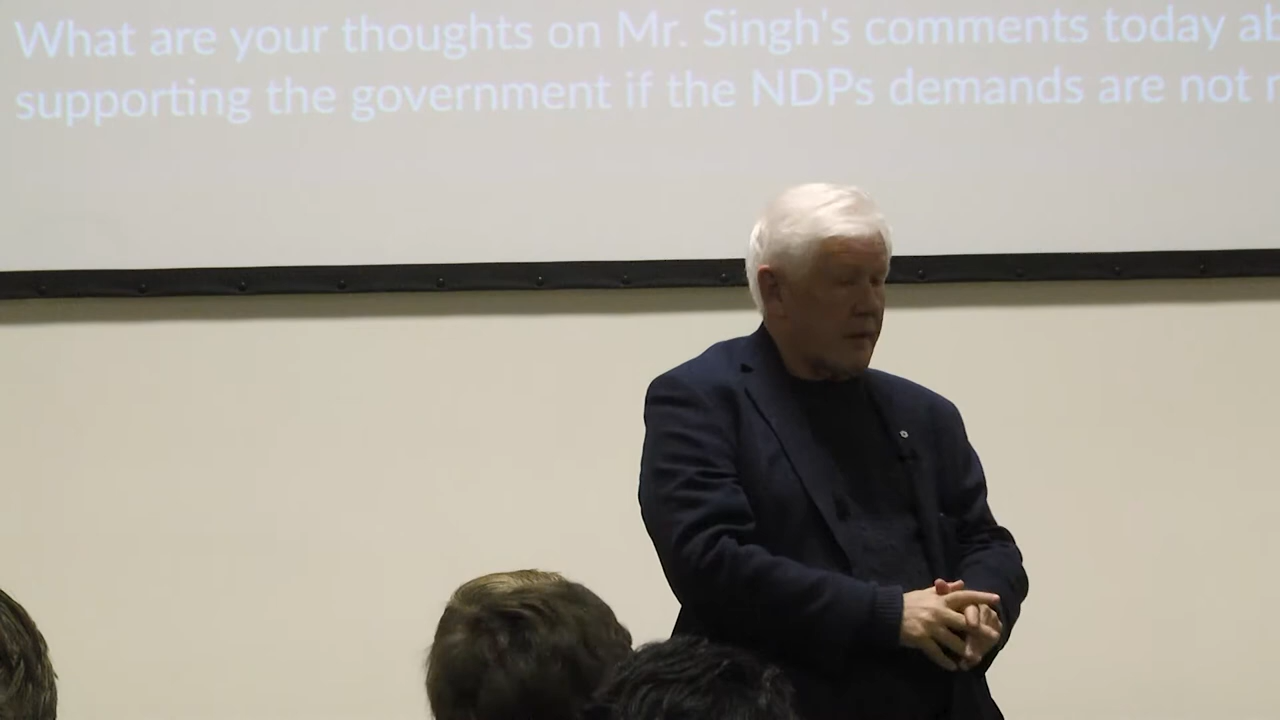 What are your thoughts on Mr. Singh's comments today
supporting the government if the NDPs demands are not